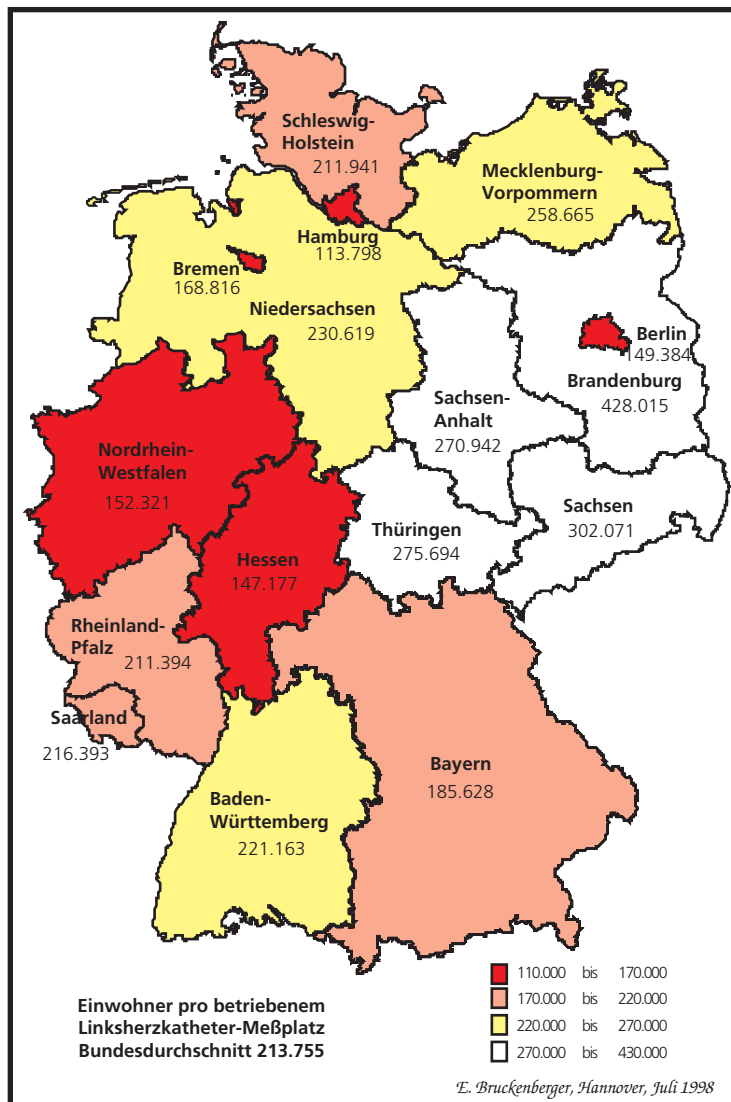 Schleswig-
Holstein
211.941
Mecklenburg-
Vorpommern
258.665
Hamburg
113.798
Bremen
168.816
Niedersachsen
230.619
Berlin
149.384
Brandenburg
428.015
Sachsen-
Anhalt
270.942
Nordrhein-
Westfalen
152.321
Sachsen
302.071
Thüringen
275.694
Hessen
147.177
Rheinland-
Pfalz
211.394
Saarland
216.393
Bayern
185.628
Baden-
Württemberg
221.163
110.000 bis 170.000
170.000 bis 220.000
220.000 bis 270.000
270.000 bis 430.000
Einwohner pro betriebenem
Linksherzkatheter-Meßplatz
Bundesdurchschnitt 213.755
E. Bruckenberger, Hannover, Juli 1998